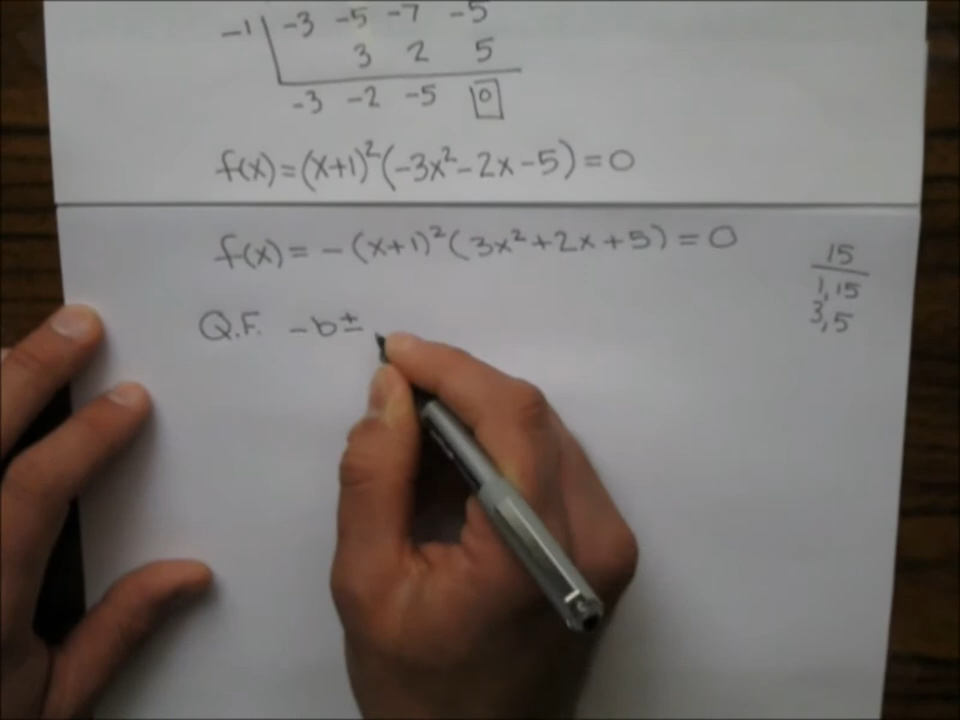 -1 | -3 -5 -7 -5
3 2 5
-3 -2 -5 0
f(x)=(x+1)²(-3x²-2x-5)=0
f(x)=-(x+1)²(3x²+2x+5)=0
15
1,15
3,5
Q.F. -b±